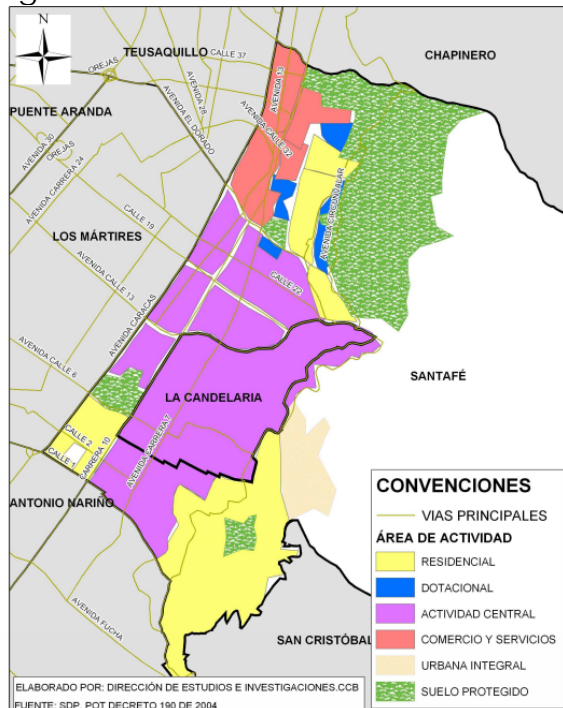 g
N
TEUSAQUILLO
CALLE 37
CHAPINERO
OREJAS
AVENIDA 13
AVENIDA 28
PUENTE ARANDA
AVENIDA EL DORADO
AVENIDA 30
OREJAS
AVENIDA CALLE 32
AVENIDA CARRERA 24
AVENIDA CIRCUNVALAR
LOS MÁRTIRES
CALLE 19
AVENIDA CALLE 13
CALLE 22
AVENIDA CARACAS
AVENIDA CALLE 6
SANTAFÉ
LA CANDELARIA
CALLE 2
AVENIDA CARRERA 7
CALLE 1
CARRERA 10
ANTONIO NARIÑO
AVENIDA FUCHA
SAN CRISTÓBAL
CONVENCIONES
VIAS PRINCIPALES
ÁREA DE ACTIVIDAD
RESIDENCIAL
DOTACIONAL
ACTIVIDAD CENTRAL
COMERCIO Y SERVICIOS
URBANA INTEGRAL
SUELO PROTEGIDO
ELABORADO POR: DIRECCIÓN DE ESTUDIOS E INVESTIGACIONES.CCB
FUENTE: SDP. POT DECRETO 190 DE 2004